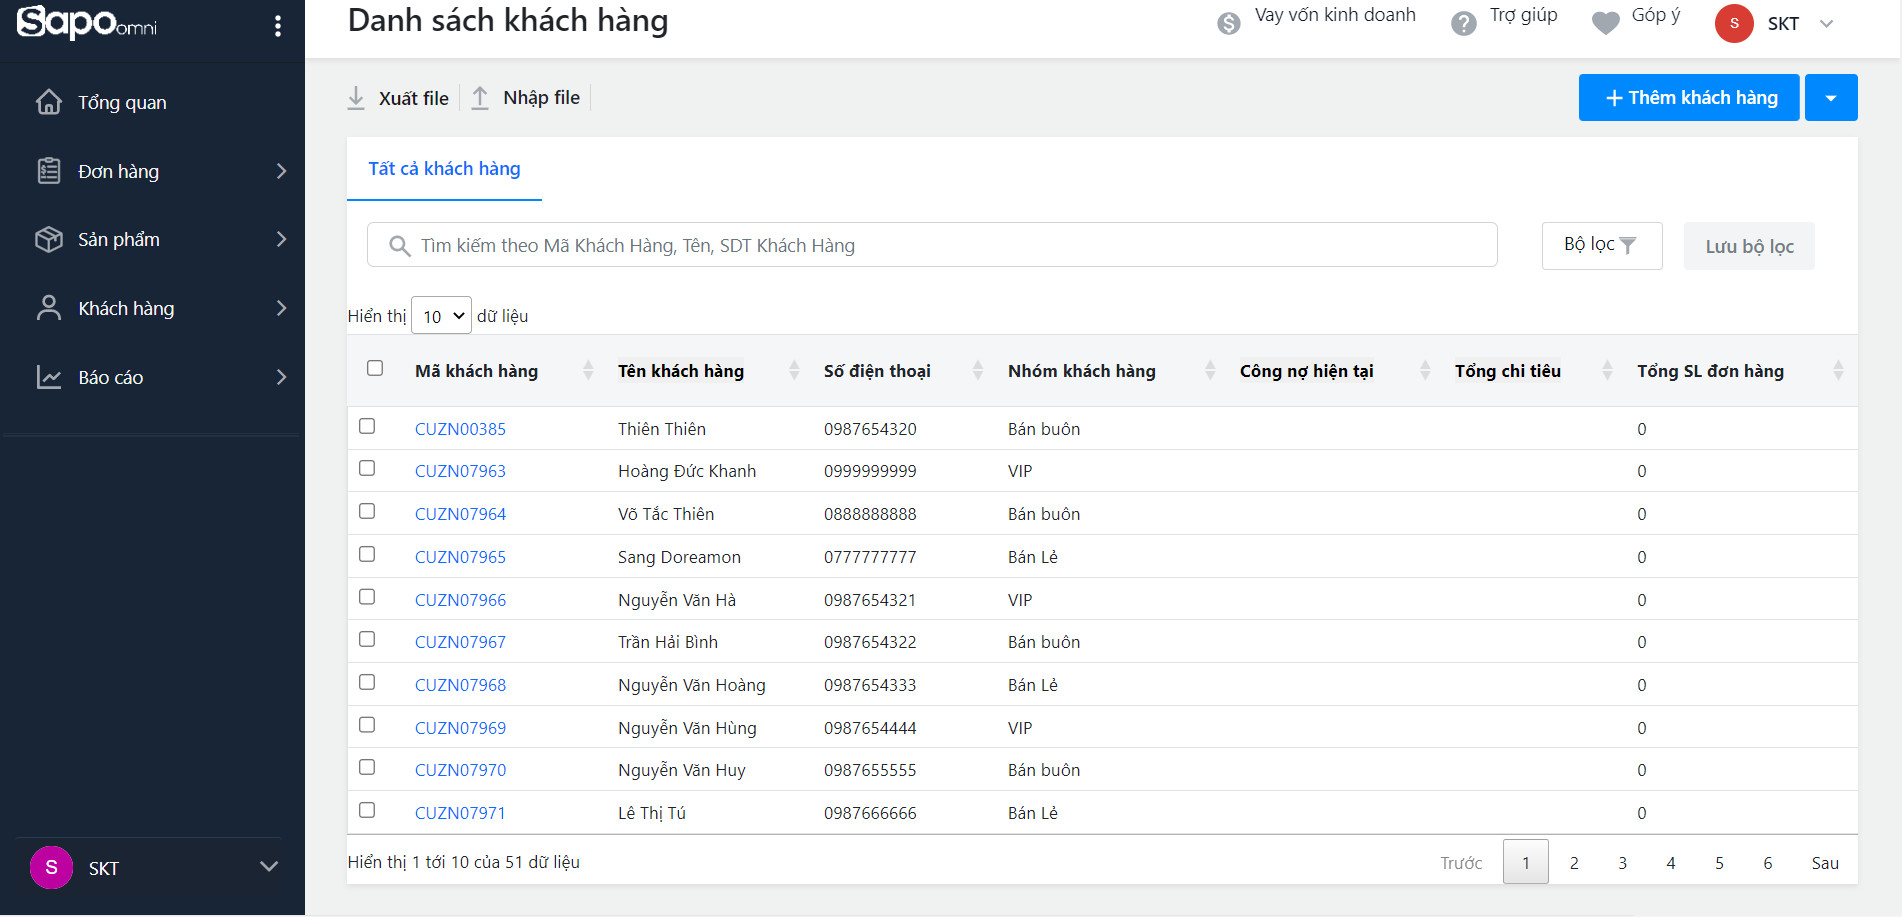 Sapo omni
Danh sách khách hàng
Vay vốn kinh doanh
Trợ giúp
Góp ý
S SKT
Tổng quan
Đơn hàng
Sản phẩm
Khách hàng
Báo cáo
S SKT
Xuất file
Nhập file
+ Thêm khách hàng
Tất cả khách hàng
Tìm kiếm theo Mã Khách Hàng, Tên, SDT Khách Hàng
Bộ lọc
Lưu bộ lọc
Hiển thị 10 dữ liệu
Mã khách hàng Tên khách hàng Số điện thoại Nhóm khách hàng Công nợ hiện tại Tổng chi tiêu Tổng SL đơn hàng
CUZN00385 Thiên Thiên 0987654320 Bán buôn 0
CUZN07963 Hoàng Đức Khanh 0999999999 VIP 0
CUZN07964 Võ Tắc Thiên 0888888888 Bán buôn 0
CUZN07965 Sang Doreamon 0777777777 Bán Lẻ 0
CUZN07966 Nguyễn Văn Hà 0987654321 VIP 0
CUZN07967 Trần Hải Bình 0987654322 Bán buôn 0
CUZN07968 Nguyễn Văn Hoàng 0987654333 Bán Lẻ 0
CUZN07969 Nguyễn Văn Hùng 0987654444 VIP 0
CUZN07970 Nguyễn Văn Huy 0987655555 Bán buôn 0
CUZN07971 Lê Thị Tú 0987666666 Bán Lẻ 0
Hiển thị 1 tới 10 của 51 dữ liệu
Trước 1 2 3 4 5 6 Sau